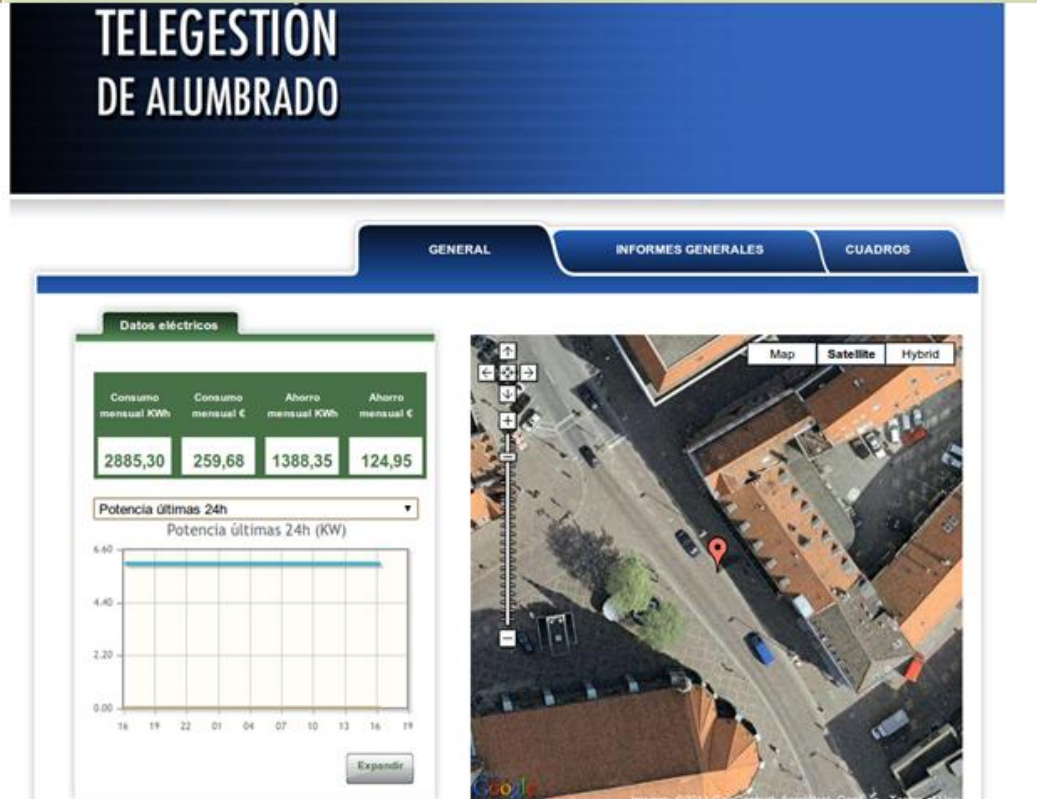 TELEGESTIÓN
DE ALUMBRADO
GENERAL
INFORMES GENERALES
CUADROS
Datos eléctricos
Consumo mensual KWh
Consumo mensual €
Ahorro mensual KWh
Ahorro mensual €
2885,30
259,68
1388,35
124,95
Potencia últimas 24h
Potencia últimas 24h (KW)
6.60
4.40
2.20
0.00
16 19 22 01 04 07 10 13 16 19
Expandir
Map
Satellite
Hybrid
Google